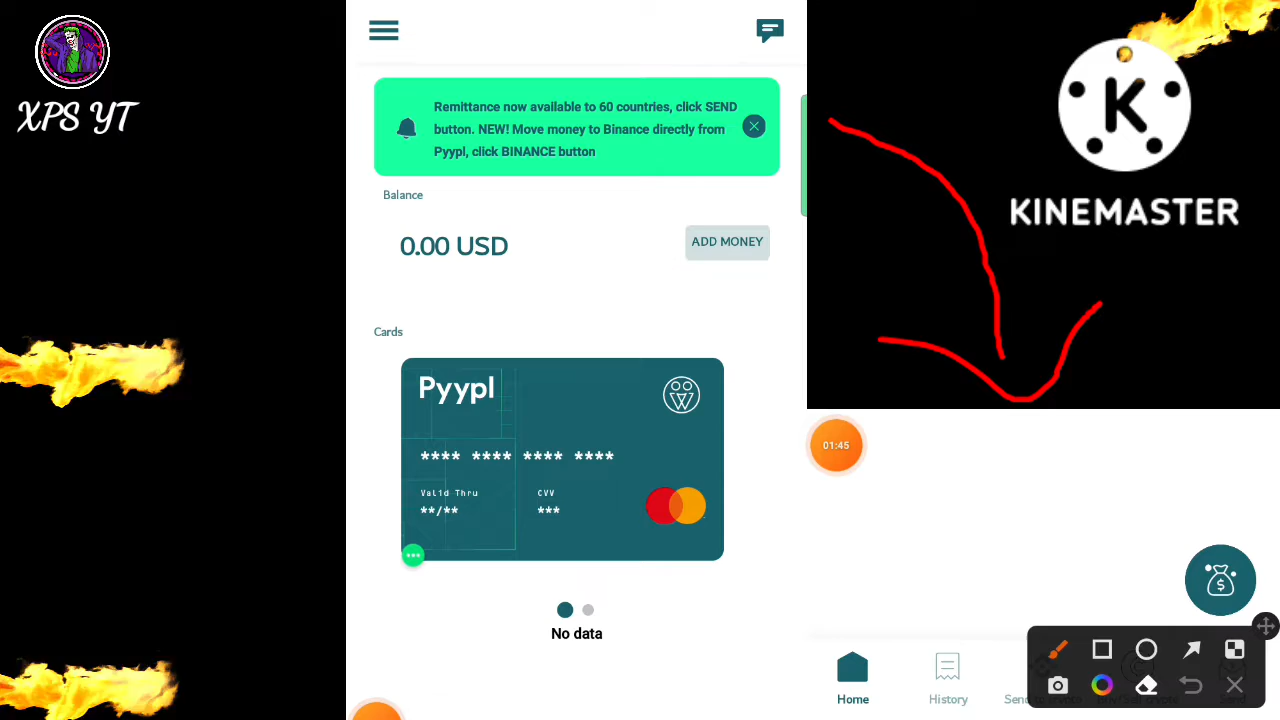 XPS YT
Remittance now available to 60 countries, click SEND
button. NEW! Move money to Binance directly from
Pyypl, click BINANCE button
Balance
0.00 USD
ADD MONEY
Cards
Pyypl
**** **** **** ****
Valid Thru
CVV
**/**
***
No data
K
KINEMASTER
01:45
Home
History
Send to